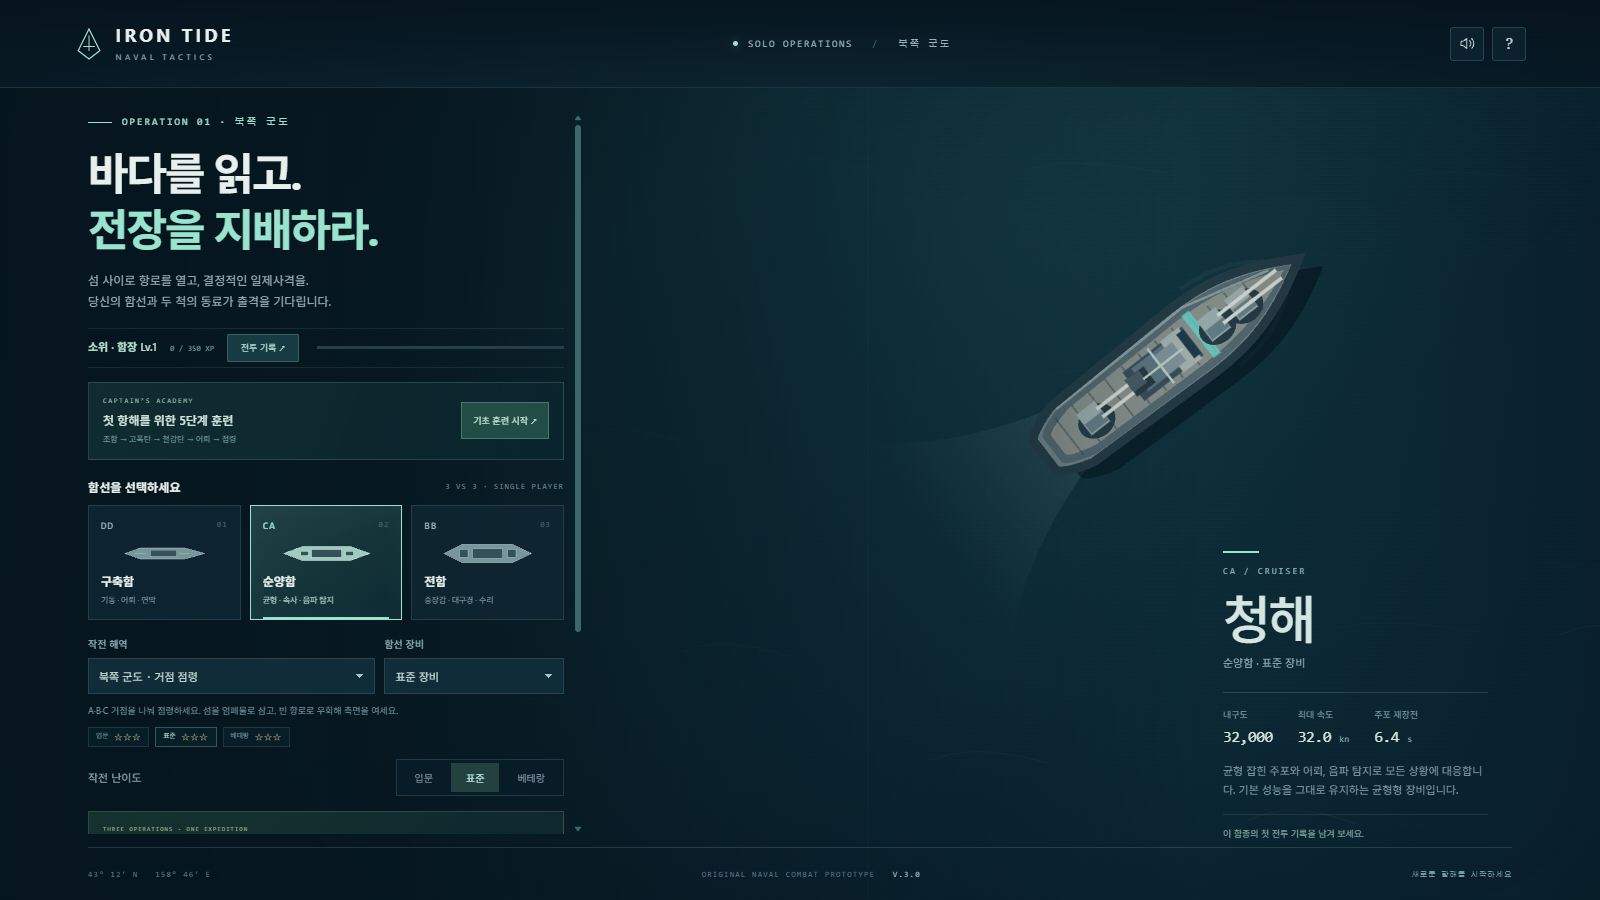 IRON TIDE
NAVAL TACTICS
SOLO OPERATIONS / 북쪽 군도
?
OPERATION 01 · 북쪽 군도
바다를 읽고.
전장을 지배하라.
섬 사이로 항로를 열고, 결정적인 일제사격을.
당신의 함선과 두 척의 동료가 출격을 기다립니다.
소위 · 함장 Lv.1 0 / 350 XP 전투 기록 ↗
CAPTAIN'S ACADEMY
첫 항해를 위한 5단계 훈련
조함 → 고폭탄 → 철갑탄 → 어뢰 → 점령
기초 훈련 시작 ↗
함선을 선택하세요
3 VS 3 · SINGLE PLAYER
DD 01
구축함
기동 · 어뢰 · 연막
CA 02
순양함
균형 · 속사 · 음파 탐지
BB 03
전함
중장갑 · 대구경 · 수리
작전 해역
북쪽 군도 · 거점 점령
함선 장비
표준 장비
A·B·C 거점을 나눠 점령하세요. 섬을 엄폐물로 삼고, 빈 항로로 우회해 측면을 여세요.
입문 ☆☆☆ 표준 ☆☆☆ 베테랑 ☆☆☆
작전 난이도
입문 표준 베테랑
THREE OPERATIONS · ONE EXPEDITION
CA / CRUISER
청해
순양함 · 표준 장비
내구도 최대 속도 주포 재장전
32,000 32.0 kn 6.4 s
균형 잡힌 주포와 어뢰, 음파 탐지로 모든 상황에 대응합니
다. 기본 성능을 그대로 유지하는 균형형 장비입니다.
이 함종의 첫 전투 기록을 남겨 보세요.
43° 12′ N 158° 46′ E
ORIGINAL NAVAL COMBAT PROTOTYPE V.3.0
새로운 항해를 시작하세요